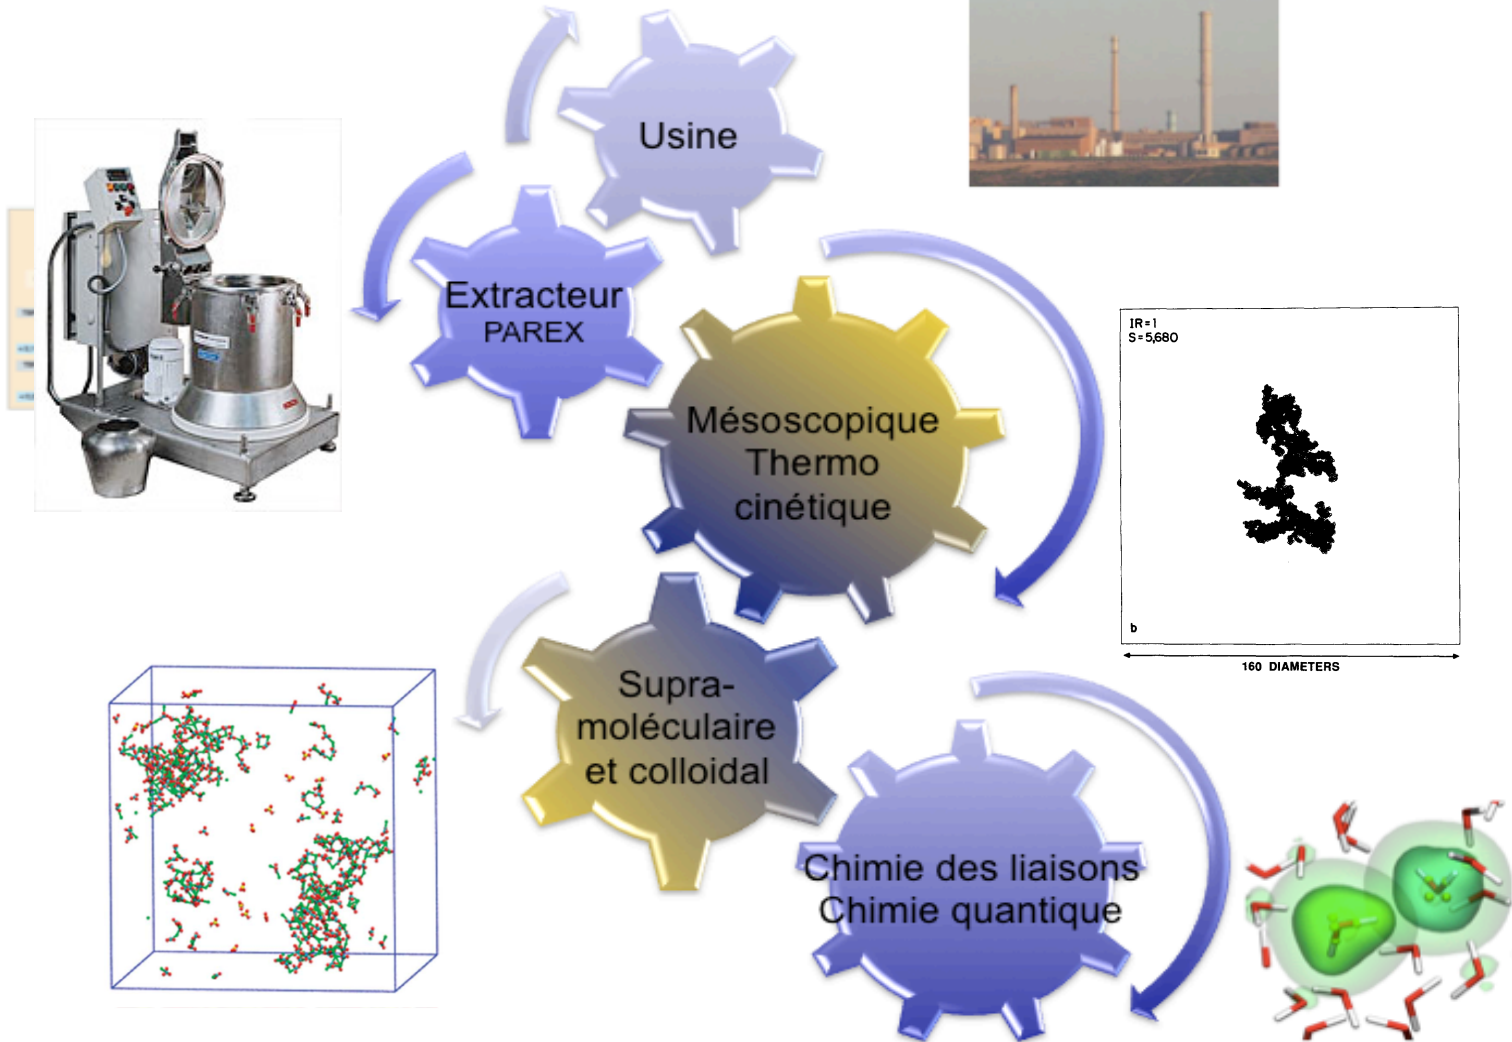 Usine
Extracteur
PAREX
Mésoscopique
Thermo
cinétique
IR=1
S=5,680
b
160 DIAMETERS
Supra-
moléculaire
et colloidal
Chimie des liaisons
Chimie quantique